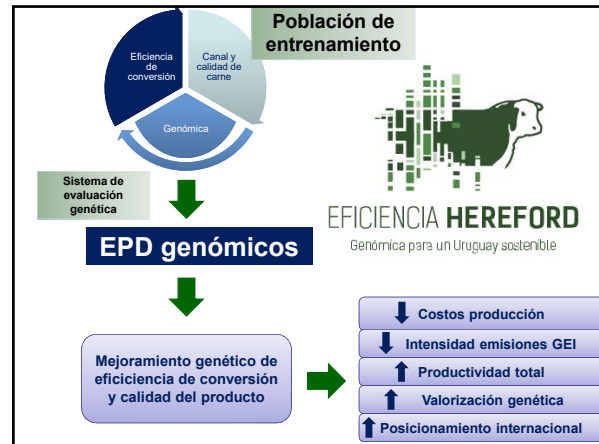 Población de
entrenamiento
Eficiencia
de
conversión
Canal y
calidad de
carne
Genómica
Sistema de
evaluación
genética
EPD genómicos
EFICIENCIA HEREFORD
Genómica para un Uruguay sostenible
Mejoramiento genético de
eficiciencia de conversión
y calidad del producto
Costos producción
Intensidad emisiones GEI
Productividad total
Valorización genética
Posicionamiento internacional